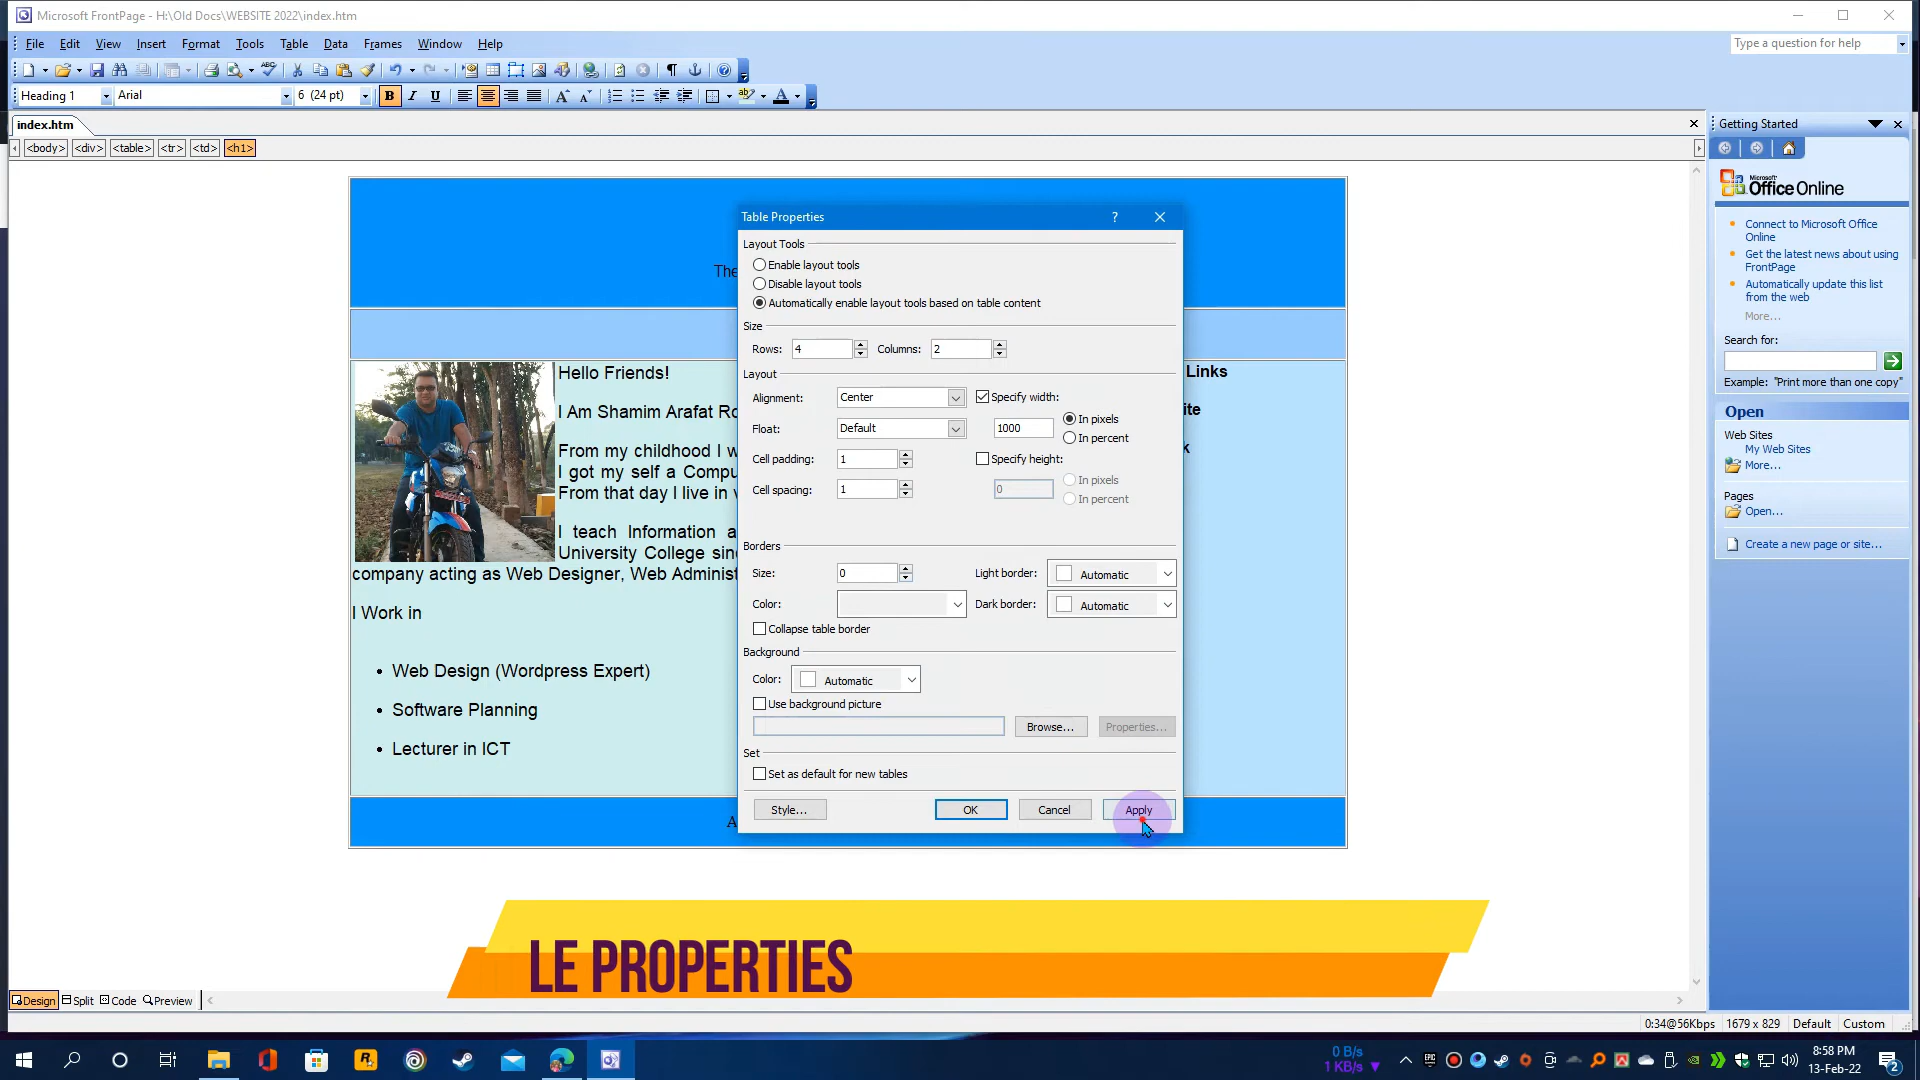 Microsoft FrontPage - H:\Old Docs\WEBSITE 2022\index.htm
File Edit View Insert Format Tools Table Data Frames Window Help
Type a question for help
Heading 1 Arial 6 (24 pt) B I U
index.htm
<body> <div> <table> <tr> <td> <h1>
Getting Started
Microsoft
Office Online
Connect to Microsoft Office
Online
Get the latest news about using
FrontPage
Automatically update this list
from the web
More...
Search for:
Example: "Print more than one copy"
Open
Web Sites
My Web Sites
More...
Pages
Open...
Create a new page or site...
The
Hello Friends!
I Am Shamim Arafat Ro
From my childhood I w
I got my self a Compu
From that day I live in v
I teach Information a
University College sinc
company acting as Web Designer, Web Administ
I Work in
• Web Design (Wordpress Expert)
• Software Planning
• Lecturer in ICT
Links
ite
k
A
Table Properties
Layout Tools
Enable layout tools
Disable layout tools
Automatically enable layout tools based on table content
Size
Rows: 4 Columns: 2
Layout
Alignment: Center Specify width:
Float: Default 1000 In pixels
In percent
Cell padding: 1 Specify height:
Cell spacing: 1 0 In pixels
In percent
Borders
Size: 0 Light border: Automatic
Color: Dark border: Automatic
Collapse table border
Background
Color: Automatic
Use background picture
Browse... Properties...
Set
Set as default for new tables
Style... OK Cancel Apply
LE PROPERTIES
Design Split Code Preview
0:34@56Kbps 1679 x 829 Default Custom
0 B/s
1 KB/s
8:58 PM
13-Feb-22
2